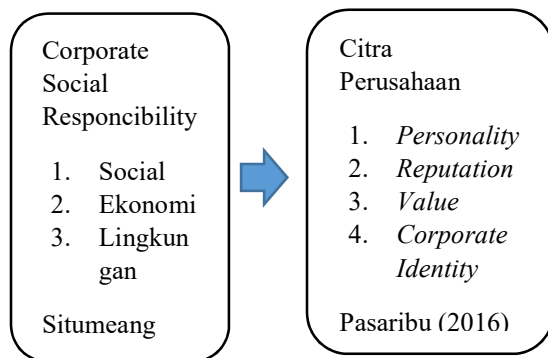 Corporate
Social
Responcibility
1. Social
2. Ekonomi
3. Lingkun
gan
Situmeang
Citra
Perusahaan
1. Personality
2. Reputation
3. Value
4. Corporate
Identity
Pasaribu (2016)